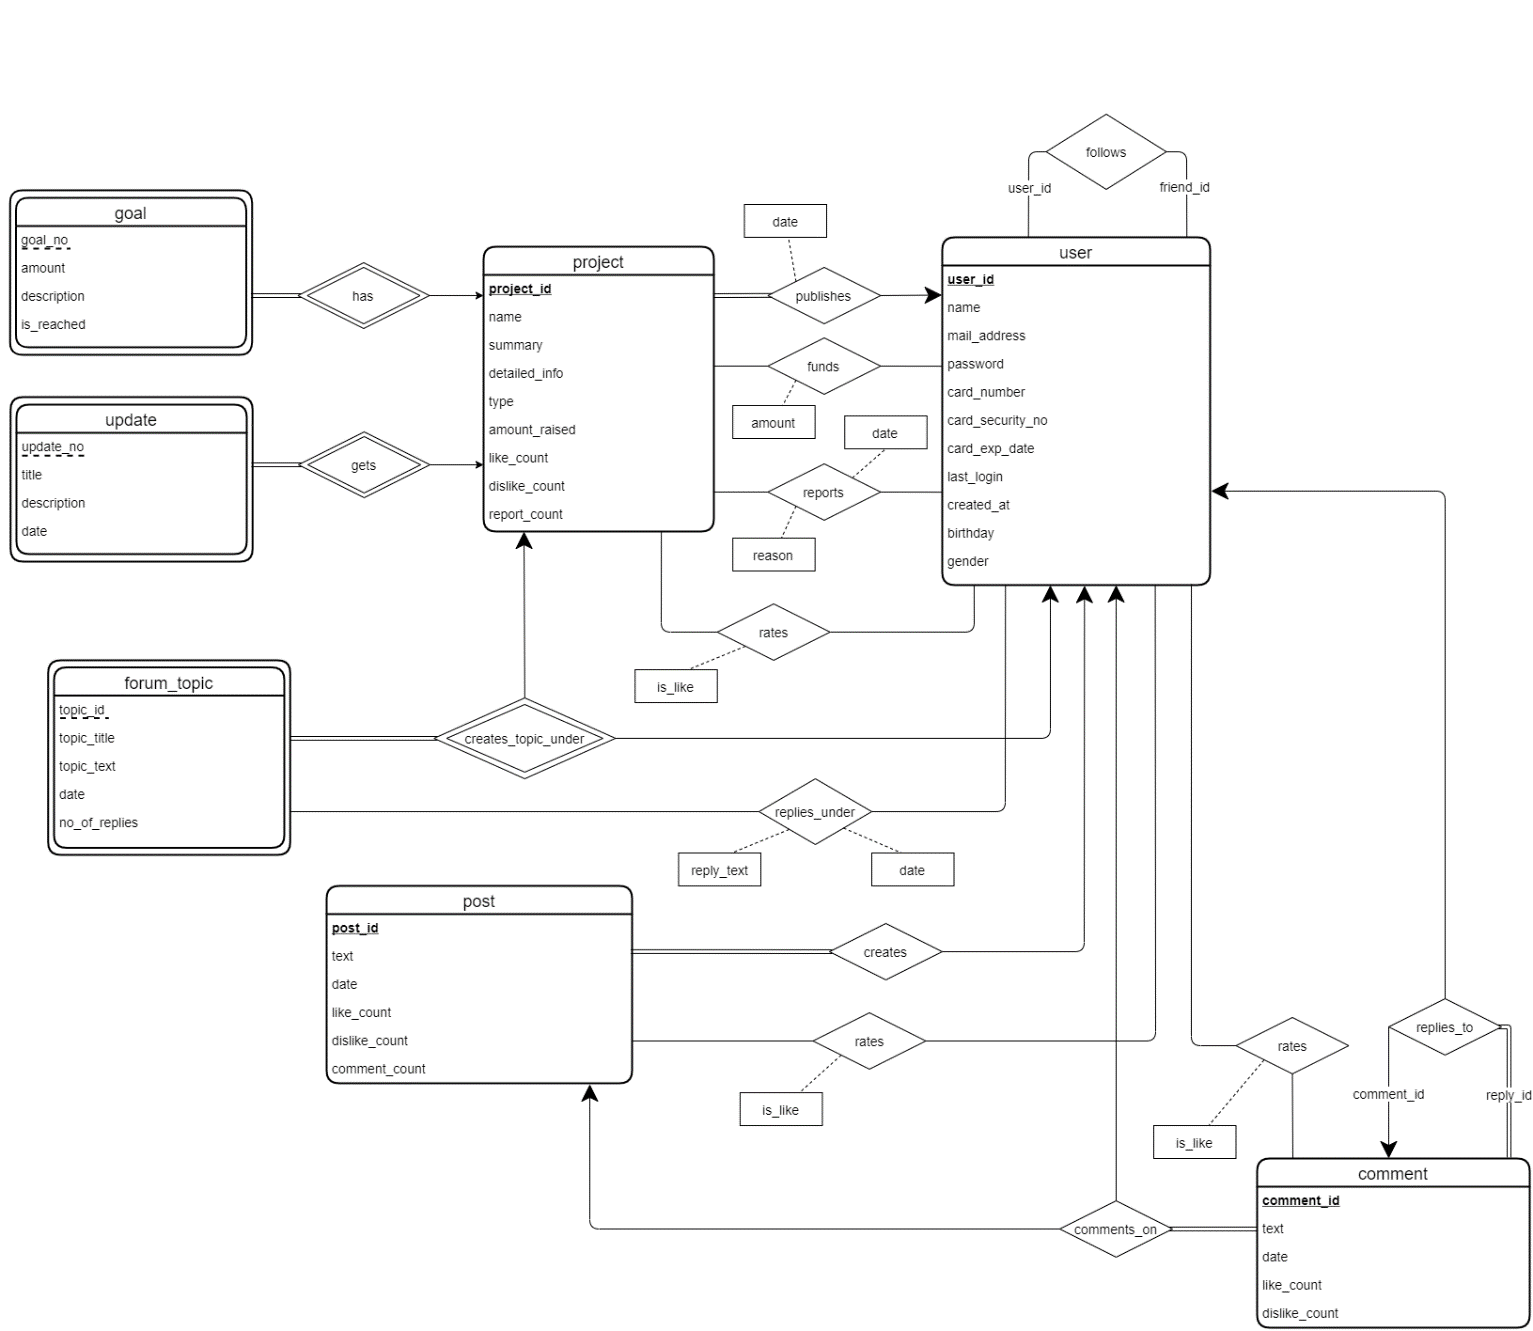 follows
user_id
friend_id
goal
goal_no
amount
description
is_reached
has
project
project_id
name
summary
detailed_info
type
amount_raised
like_count
dislike_count
report_count
date
publishes
funds
amount
date
reports
reason
user
user_id
name
mail_address
password
card_number
card_security_no
card_exp_date
last_login
created_at
birthday
gender
update
update_no
title
description
date
gets
rates
is_like
forum_topic
topic_id
topic_title
topic_text
date
no_of_replies
creates_topic_under
replies_under
reply_text
date
post
post_id
text
date
like_count
dislike_count
comment_count
creates
rates
is_like
rates
is_like
replies_to
comment_id
reply_id
comments_on
comment
comment_id
text
date
like_count
dislike_count